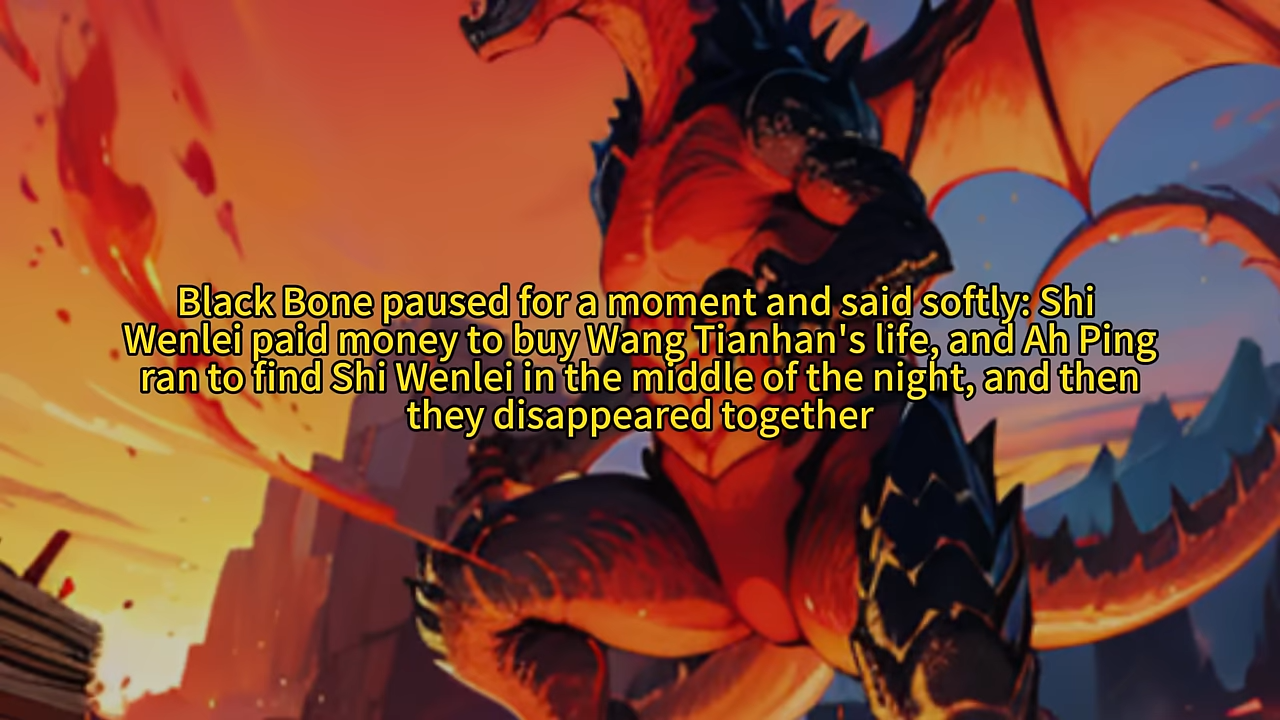 Black Bone paused for a moment and said softly: Shi
Wenlei paid money to buy Wang Tianhan's life, and Ah Ping
ran to find Shi Wenlei in the middle of the night, and then
they disappeared together